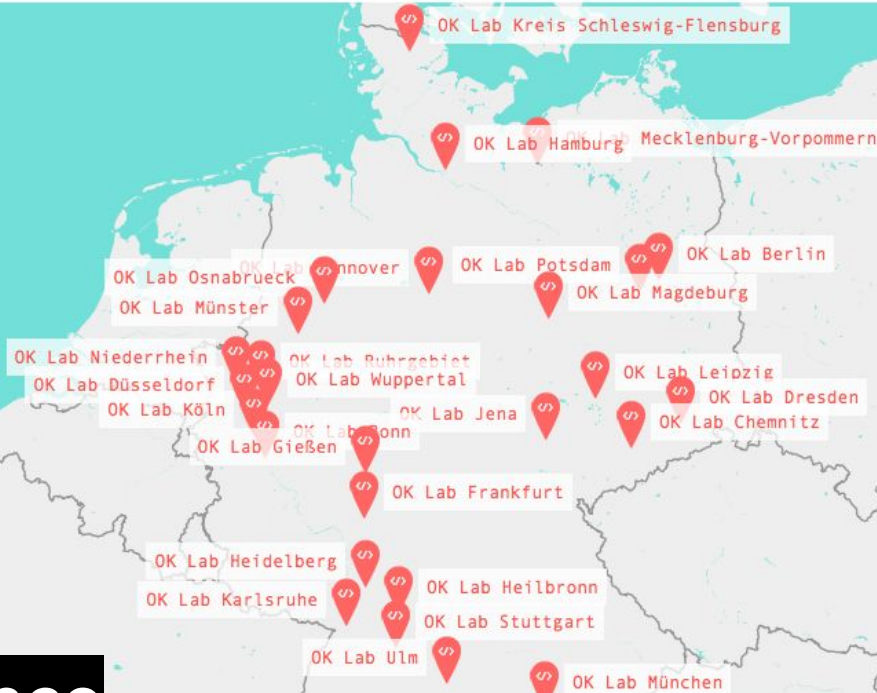 OK Lab Kreis Schleswig-Flensburg
OK Lab Hamburg
Mecklenburg-Vorpommern
OK Lab Berlin
OK Lab Potsdam
OK Lab Osnabrueck
OK Lab Magdeburg
OK Lab Münster
OK Lab Niederrhein
OK Lab Ruhrgebiet
OK Lab Wuppertal
OK Lab Düsseldorf
OK Lab Leipzig
OK Lab Dresden
OK Lab Köln
OK Lab Jena
OK Lab Chemnitz
OK Lab Bonn
OK Lab Gießen
OK Lab Frankfurt
OK Lab Heidelberg
OK Lab Heilbronn
OK Lab Karlsruhe
OK Lab Stuttgart
OK Lab Ulm
OK Lab München